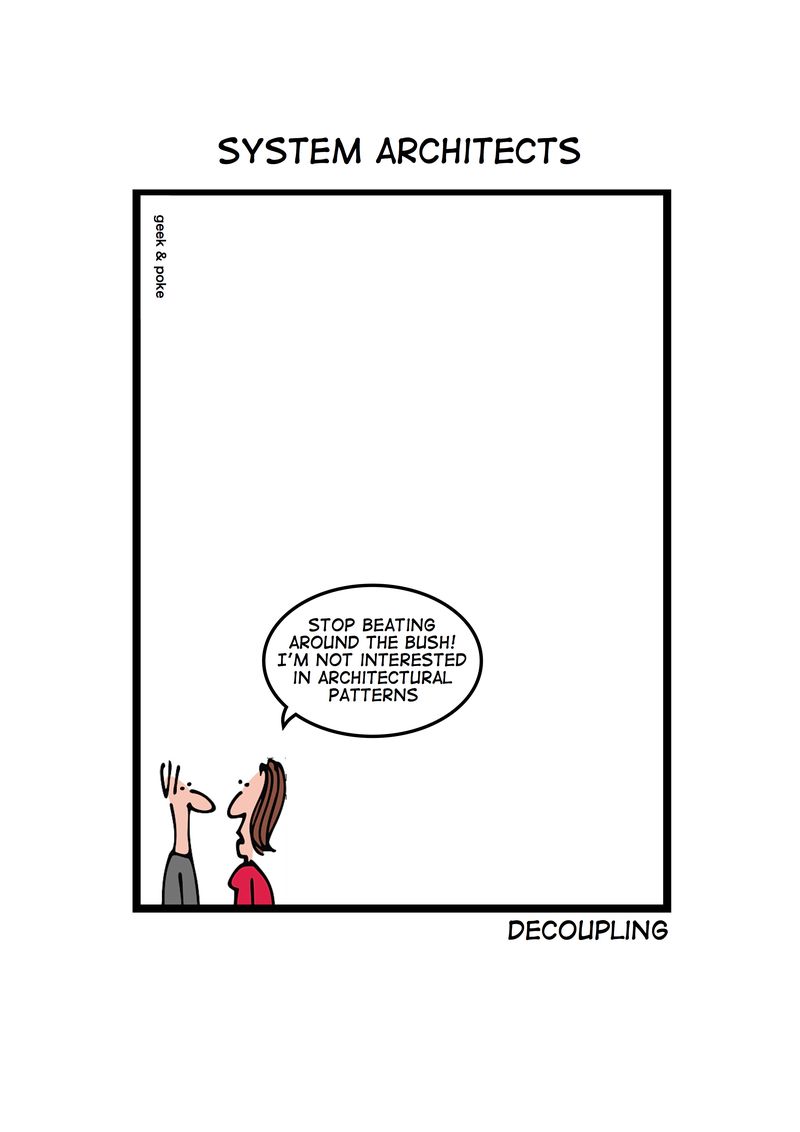 SYSTEM ARCHITECTS
geek & poke
STOP BEATING
AROUND THE BUSH!
I'M NOT INTERESTED
IN ARCHITECTURAL
PATTERNS
DECOUPLING